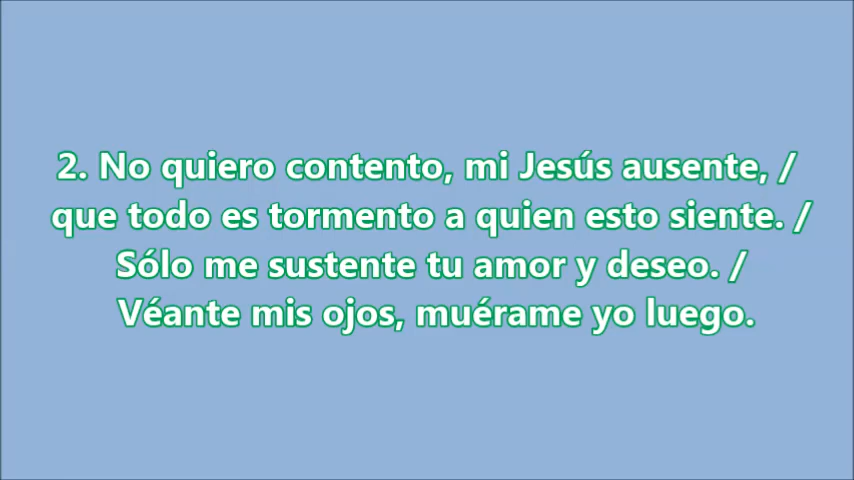 2. No quiero contento, mi Jesús ausente, /
que todo es tormento a quien esto siente. /
Sólo me sustente tu amor y deseo. /
Véante mis ojos, muérame yo luego.